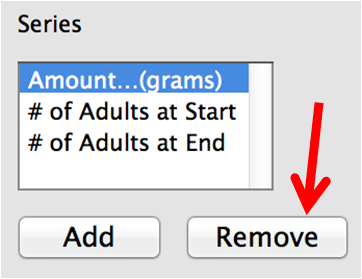 Series
Amount...(grams)
# of Adults at Start
# of Adults at End
Add
Remove